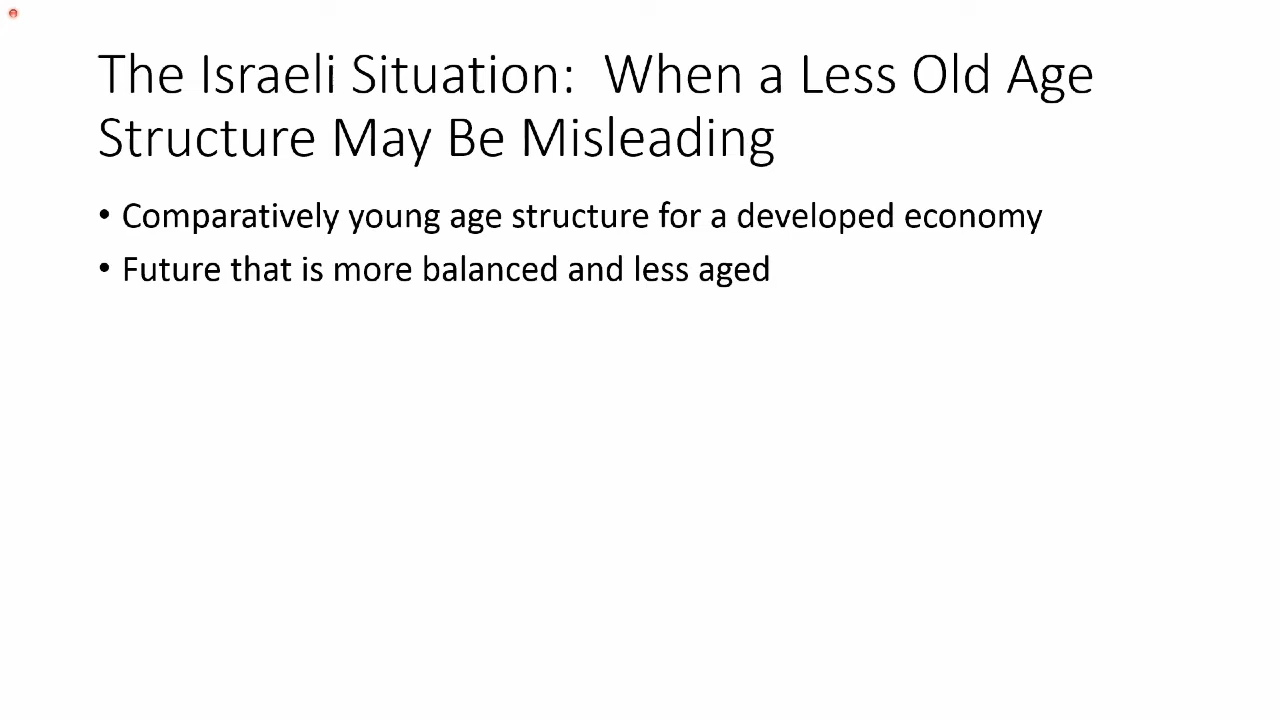 The Israeli Situation:  When a Less Old Age
Structure May Be Misleading
• Comparatively young age structure for a developed economy
• Future that is more balanced and less aged